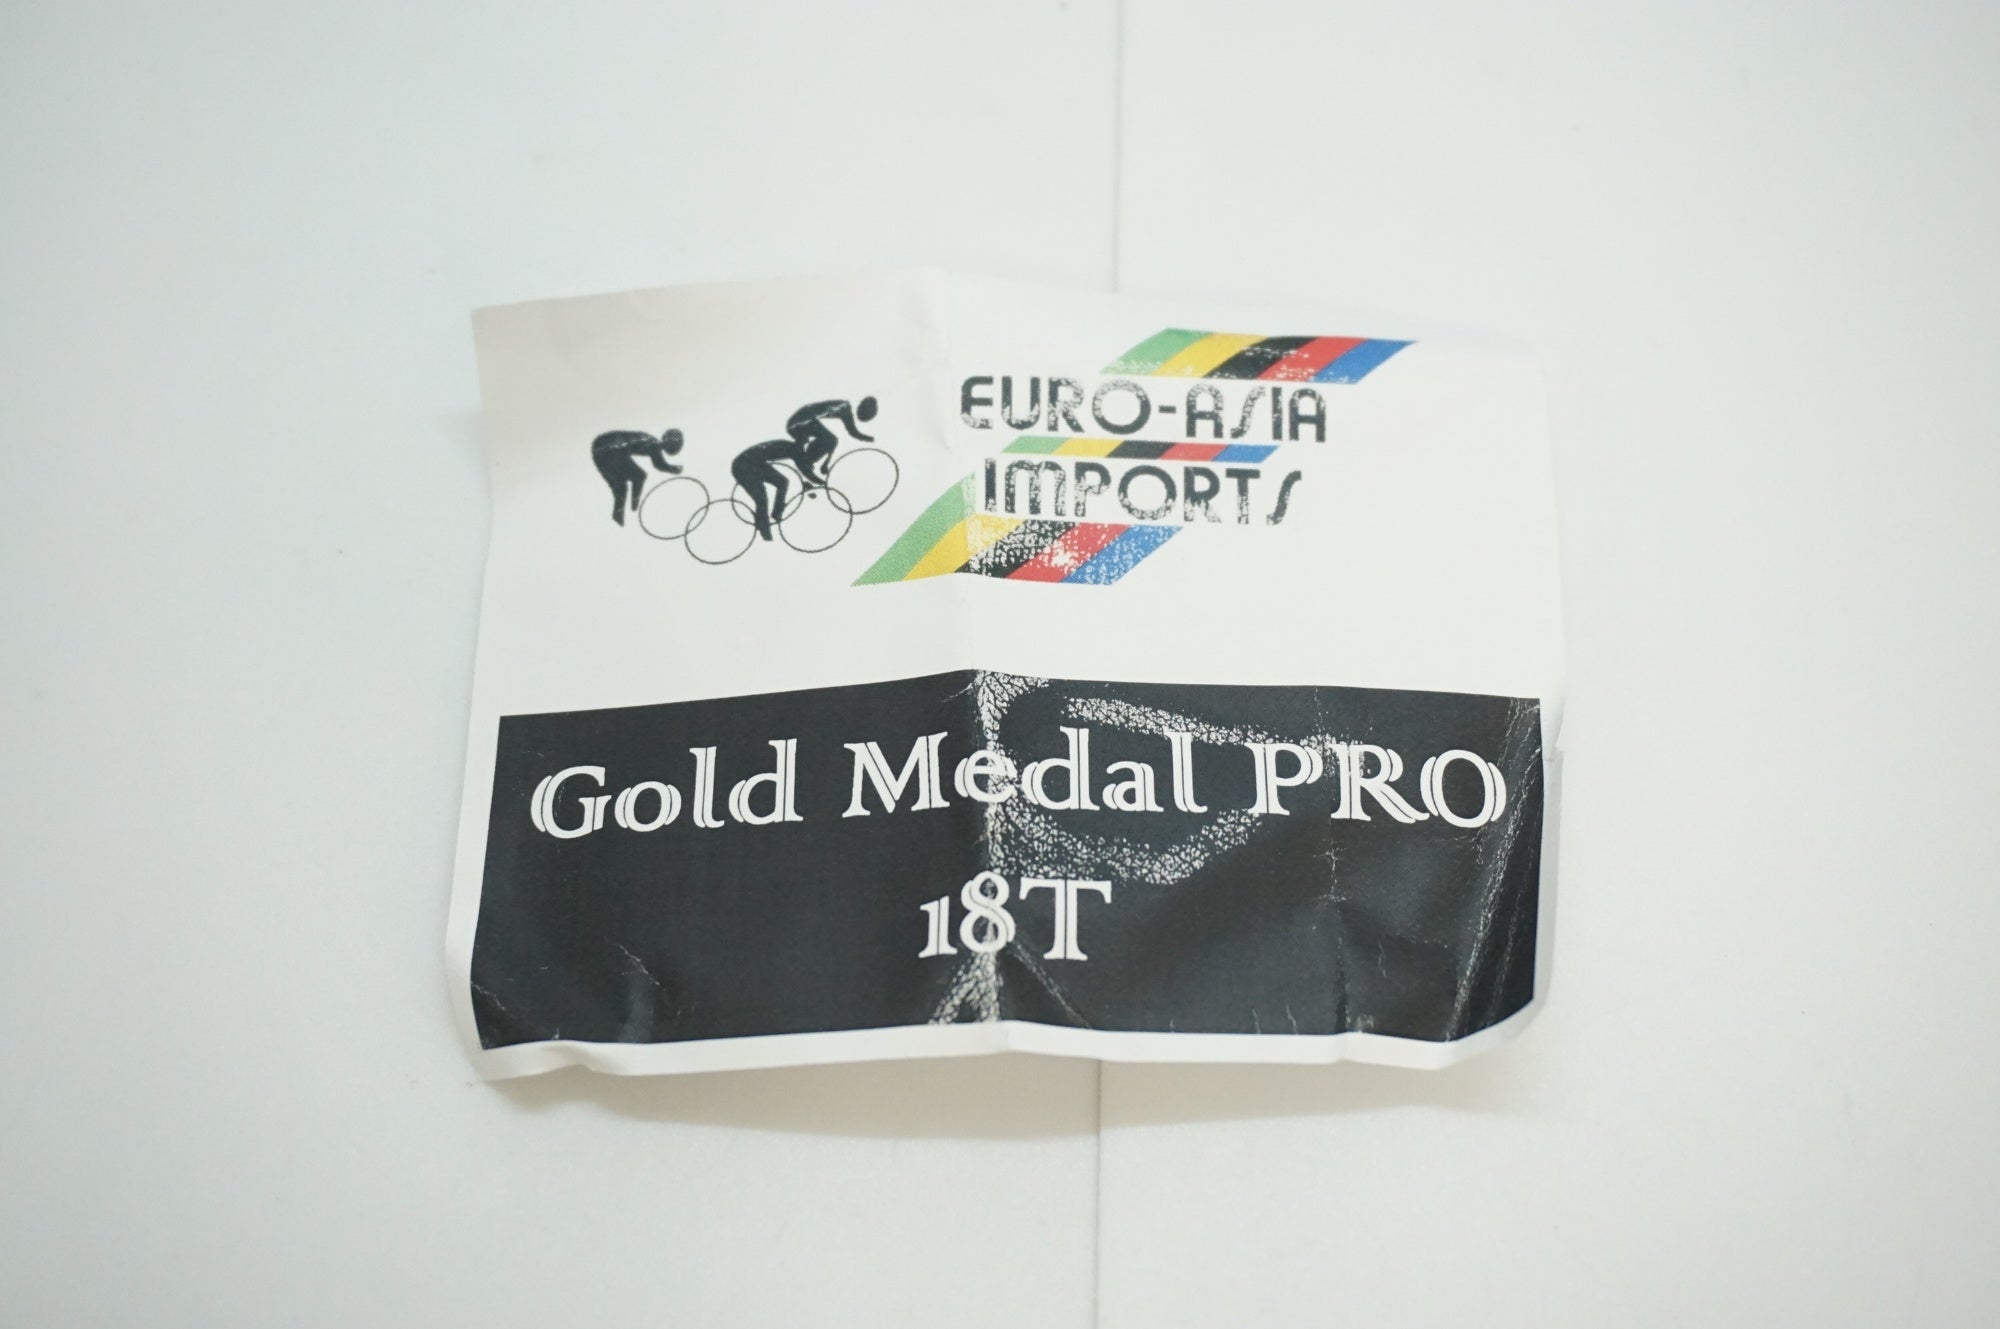 EURO-ASIA
IMPORTS
Gold Medal PRO
18T